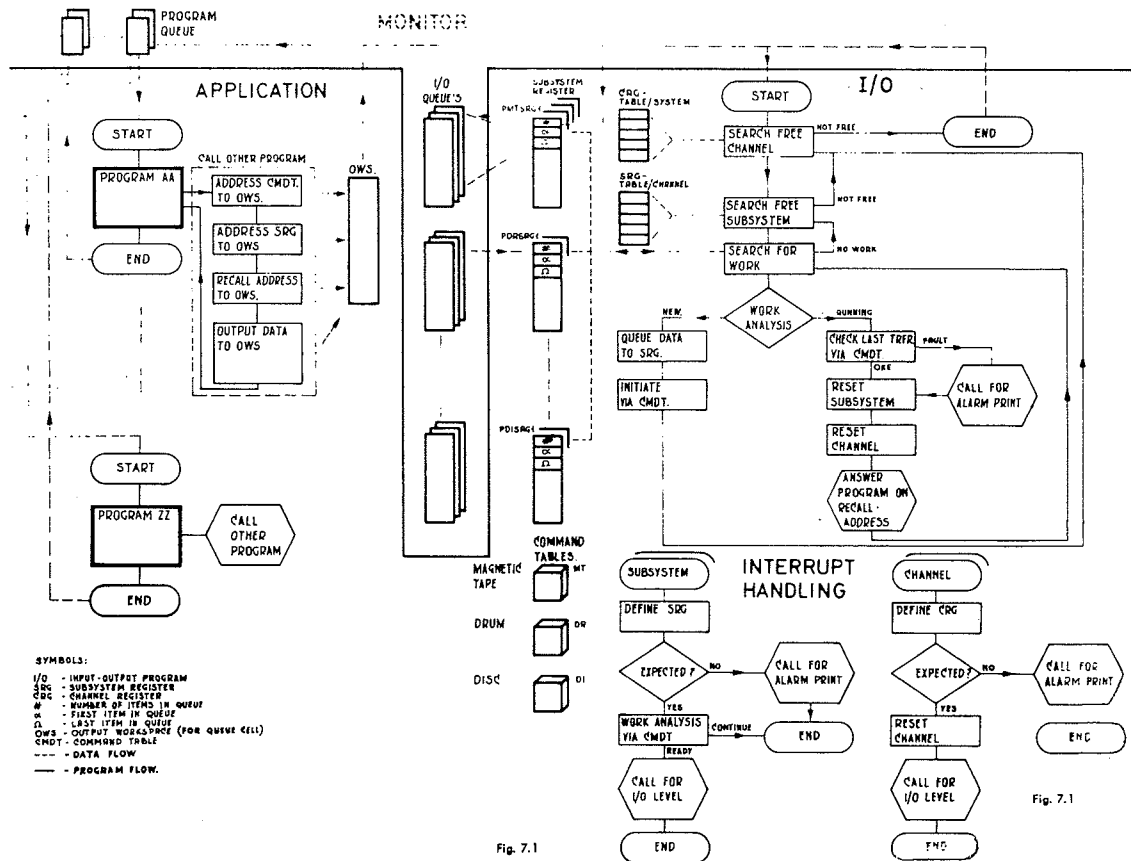 MONITOR
PROGRAM
QUEUE
APPLICATION
START
PROGRAM AA
END
CALL OTHER PROGRAM
ADDRESS CMDT.
TO OWS.
ADDRESS SRG
TO OWS
RECALL ADDRESS
TO OWS.
OUTPUT DATA
TO OWS
OWS.
START
PROGRAM ZZ
CALL
OTHER
PROGRAM
END
I/O
QUEUE'S
SUBSYSTEM
REGISTER
PMTSRG1
# α Ω
PDRSRG1
# α Ω
PDISRG1
# α Ω
COMMAND
TABLES.
MAGNETIC
TAPE
MT
DRUM
DR
DISC
DI
CRG-
TABLE/SYSTEM
SRG-
TABLE/CHANNEL
I/O
START
SEARCH FREE
CHANNEL
NOT FREE
END
SEARCH FREE
SUBSYSTEM
NOT FREE
SEARCH FOR
WORK
NO WORK
WORK
ANALYSIS
NEW.
RUNNING
QUEUE DATA
TO SRG.
INITIATE
VIA CMDT.
CHECK LAST TRFR
VIA CMDT.
FAULT
OKE
CALL FOR
ALARM PRINT
RESET
SUBSYSTEM
RESET
CHANNEL
ANSWER
PROGRAM ON
RECALL-
ADDRESS
INTERRUPT
HANDLING
SUBSYSTEM
DEFINE SRG
EXPECTED?
NO
CALL FOR
ALARM PRINT
YES
WORK ANALYSIS
VIA CMDT
CONTINUE
END
READY
CALL FOR
I/O LEVEL
END
CHANNEL
DEFINE CRG
EXPECTED?
NO
CALL FOR
ALARM PRINT
YES
RESET
CHANNEL
END
CALL FOR
I/O LEVEL
END
SYMBOLS:
I/O - INPUT-OUTPUT PROGRAM
SRG - SUBSYSTEM REGISTER
CRG - CHANNEL REGISTER
# - NUMBER OF ITEMS IN QUEUE
α - FIRST ITEM IN QUEUE
Ω - LAST ITEM IN QUEUE
OWS - OUTPUT WORKSPACE (FOR QUEUE CELL)
CMDT - COMMAND TABLE
--- - DATA FLOW
— - PROGRAM FLOW.
Fig. 7.1
Fig. 7.1